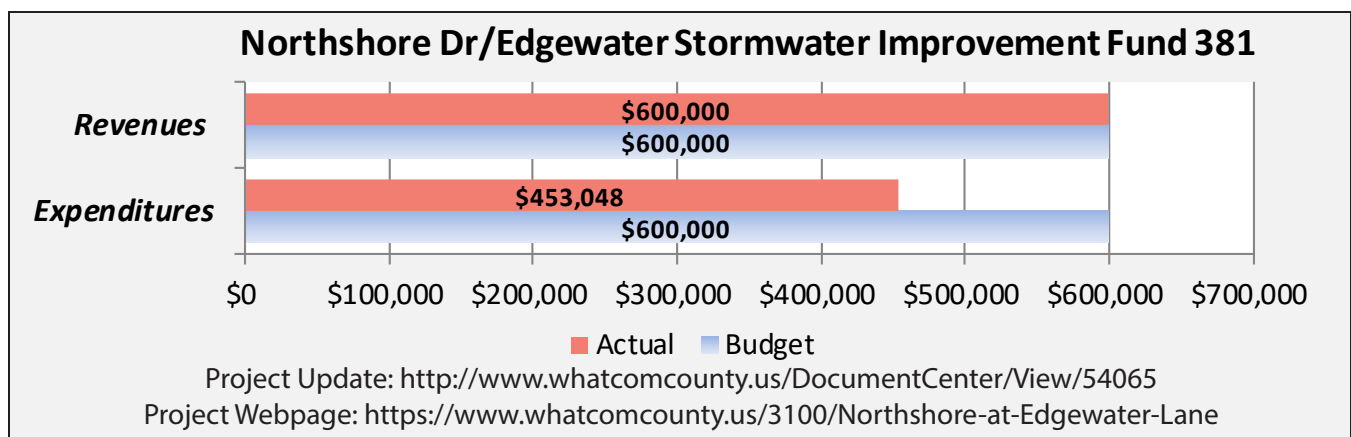 Northshore Dr/Edgewater Stormwater Improvement Fund 381
Revenues
$600,000
$600,000
Expenditures
$453,048
$600,000
$0 $100,000 $200,000 $300,000 $400,000 $500,000 $600,000 $700,000
Actual Budget
Project Update: http://www.whatcomcounty.us/DocumentCenter/View/54065
Project Webpage: https://www.whatcomcounty.us/3100/Northshore-at-Edgewater-Lane